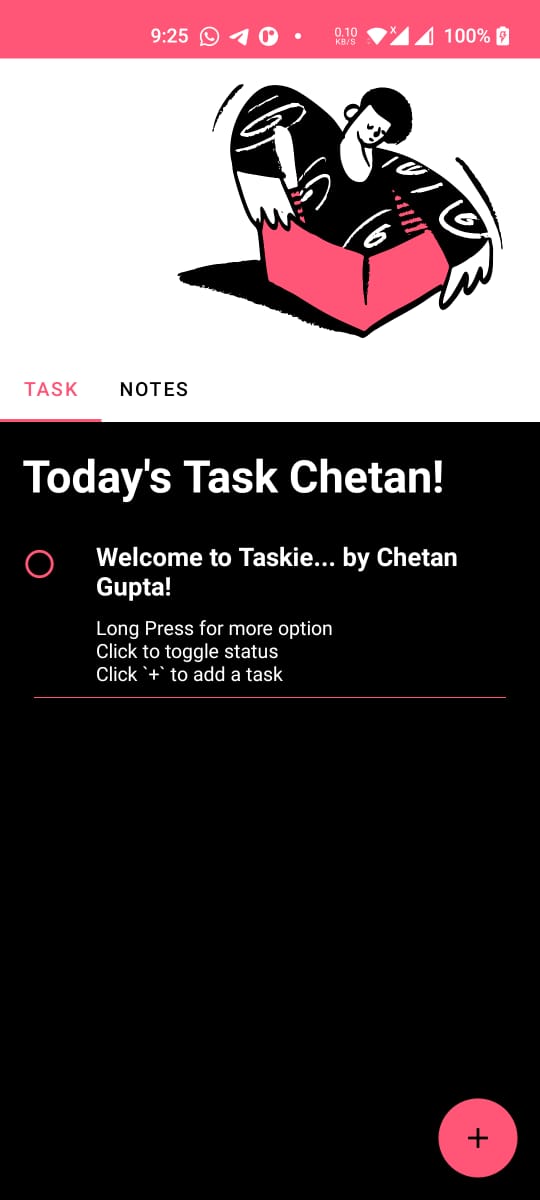 9:25 0.10 KB/S 100%
TASK NOTES
Today's Task Chetan!
Welcome to Taskie... by Chetan
Gupta!
Long Press for more option
Click to toggle status
Click `+` to add a task
+